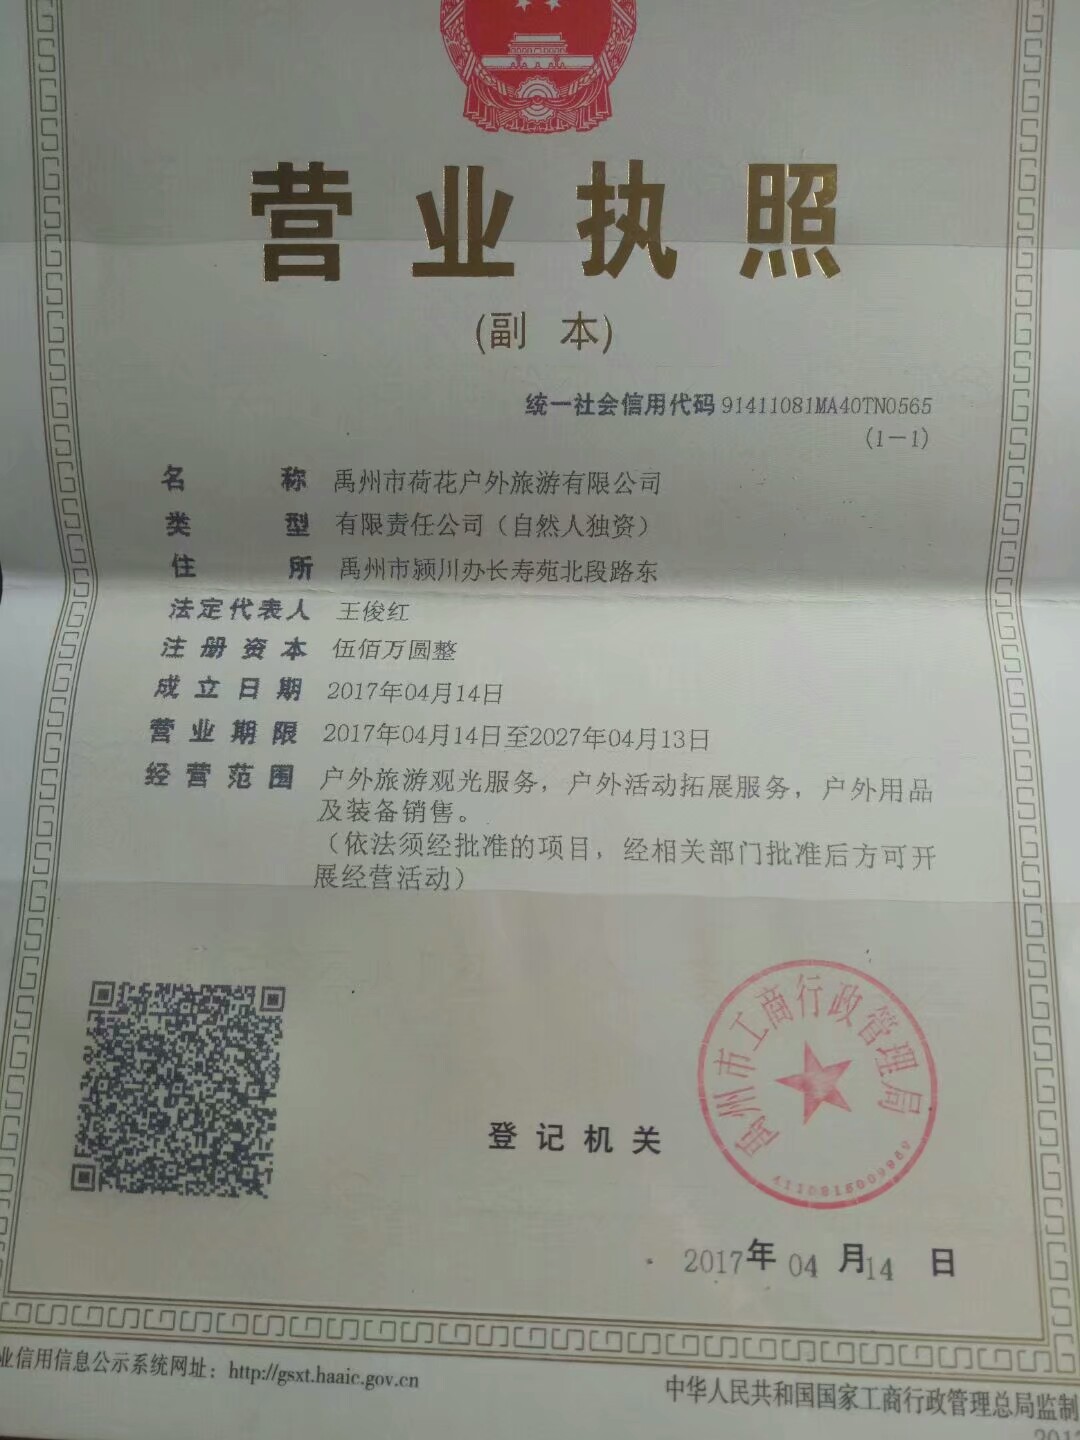 营业执照
(副 本)
统一社会信用代码 91411081MA40TN0565
(1－1)
名 称 禹州市荷花户外旅游有限公司
类 型 有限责任公司（自然人独资）
住 所 禹州市颍川办长寿苑北段路东
法定代表人 王俊红
注册资本 伍佰万圆整
成立日期 2017年04月14日
营业期限 2017年04月14日至2027年04月13日
经营范围 户外旅游观光服务，户外活动拓展服务，户外用品
及装备销售。
（依法须经批准的项目，经相关部门批准后方可开
展经营活动）
禹州市工商行政管理局
登记机关
2017年 04 月14 日
业信用信息公示系统网址：http://gsxt.haaic.gov.cn
中华人民共和国国家工商行政管理总局监制